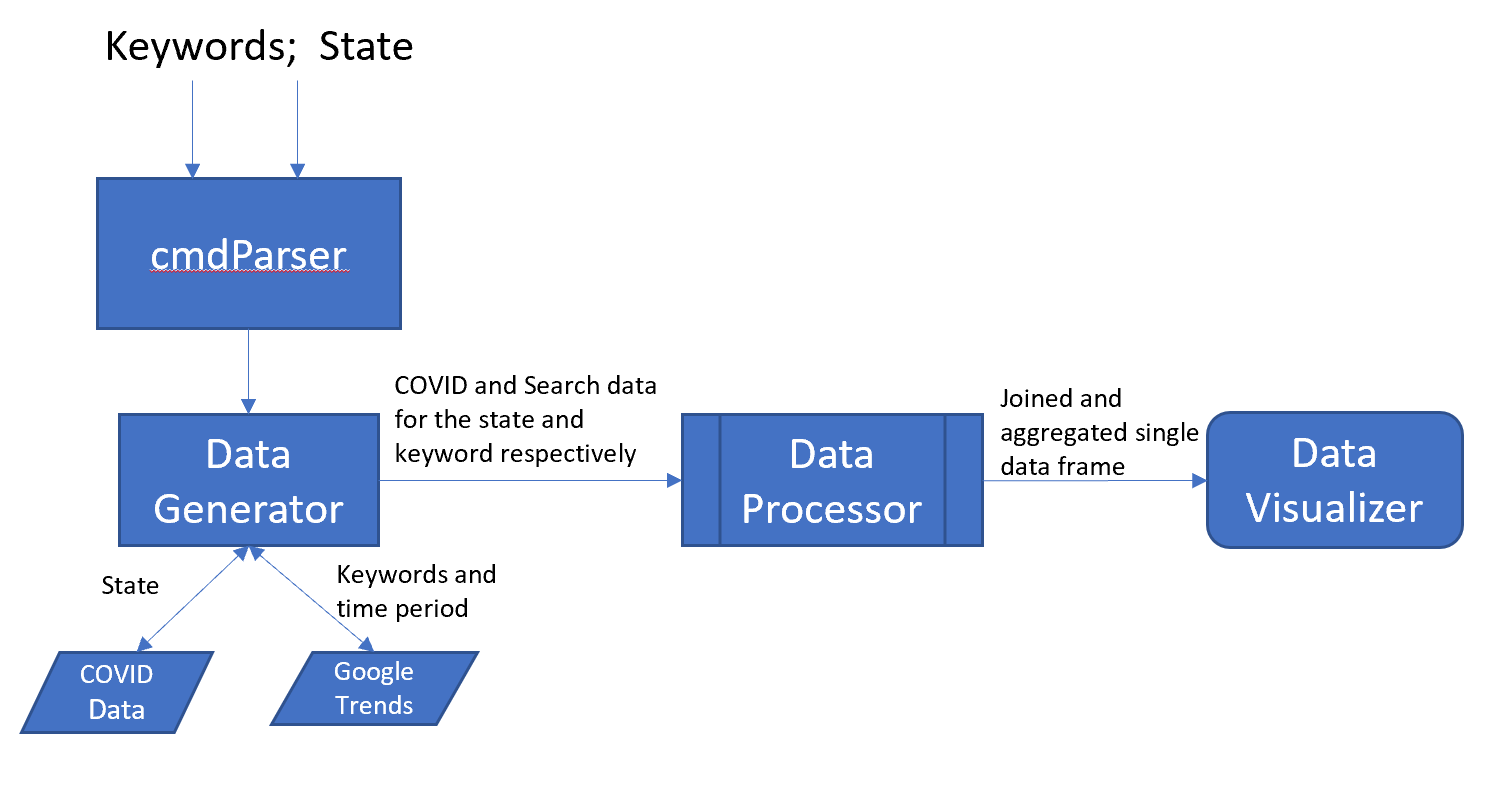 Keywords; State
cmdParser
COVID and Search data
for the state and
keyword respectively
Joined and
aggregated single
data frame
Data
Generator
Data
Processor
Data
Visualizer
State
Keywords and
time period
COVID
Data
Google
Trends